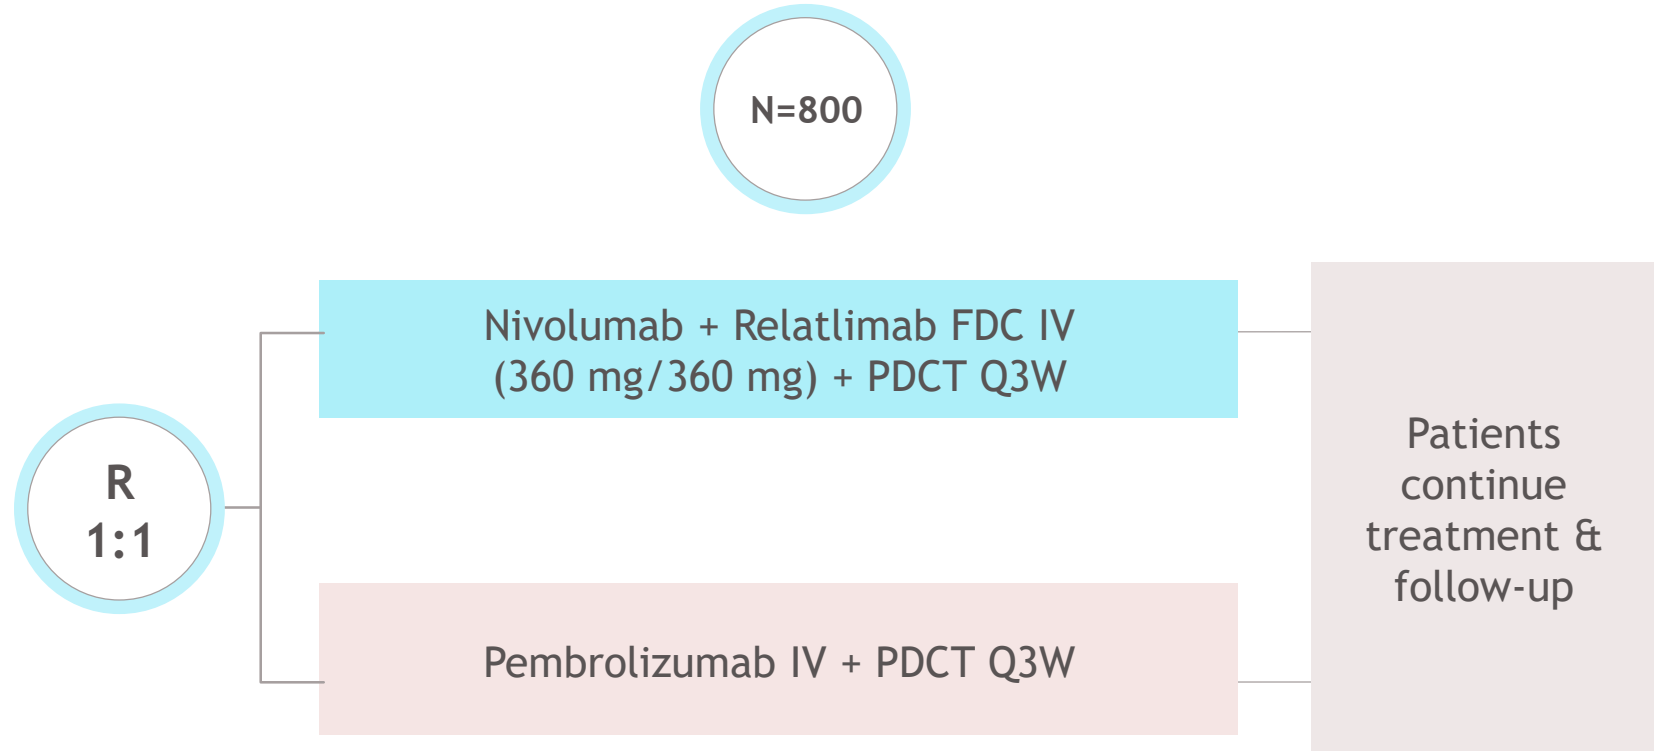 N=800
Nivolumab + Relatlimab FDC IV
(360 mg/360 mg) + PDCT Q3W
R
1:1
Pembrolizumab IV + PDCT Q3W
Patients
continue
treatment &
follow-up